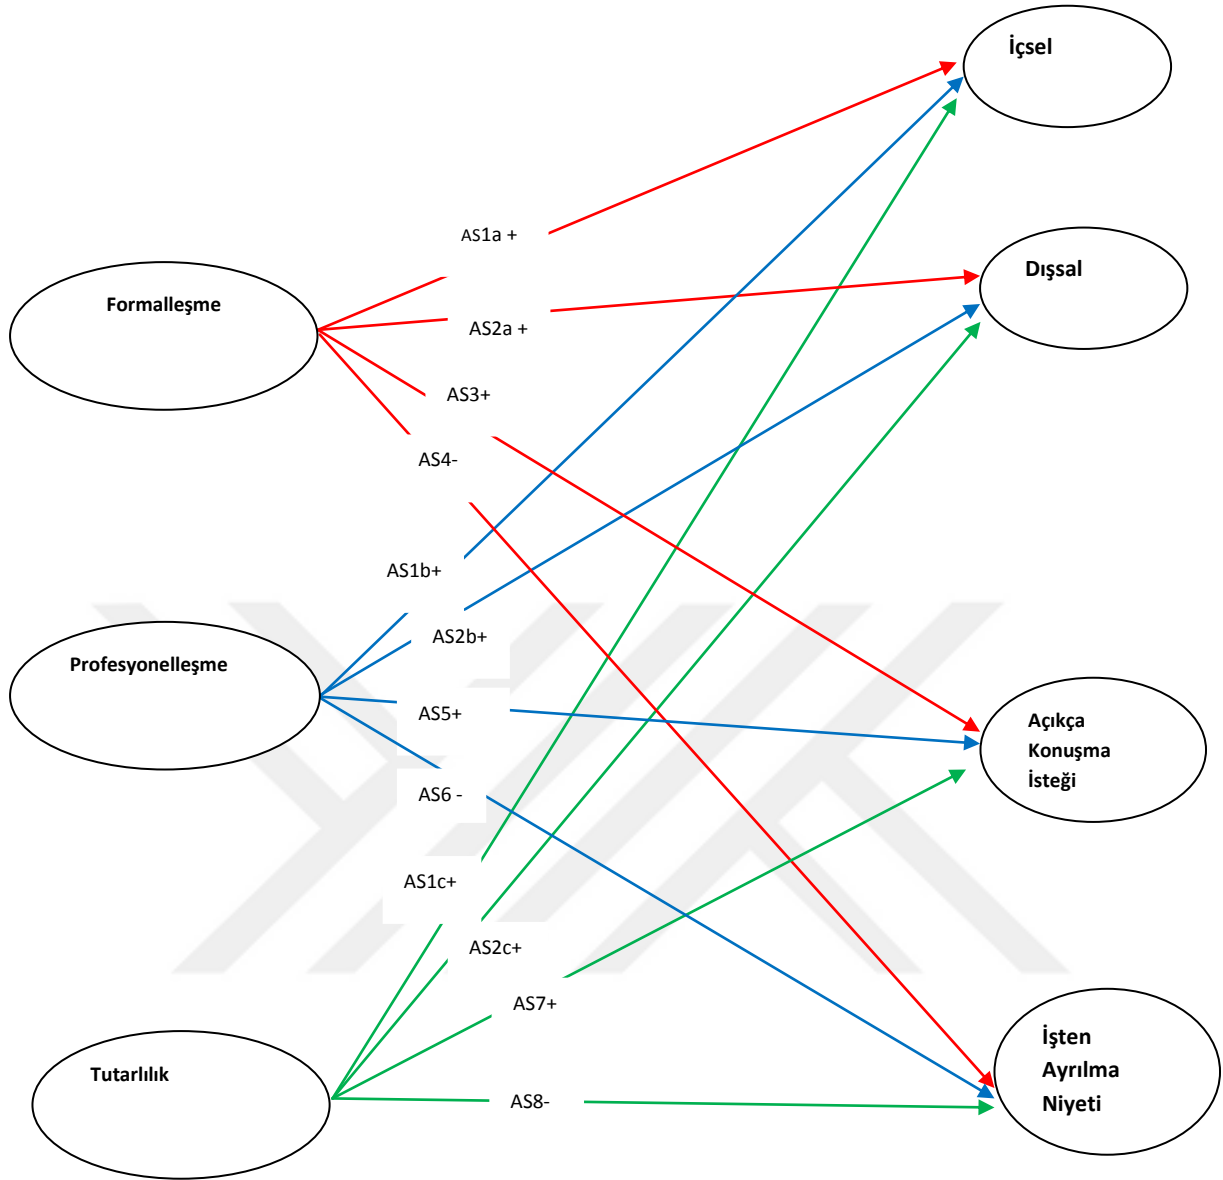 İçsel
AS1a +
Dışsal
Formalleşme
AS2a +
AS3+
AS4-
AS1b+
AS2b+
Profesyonelleşme
AS5+
Açıkça
Konuşma
İsteği
AS6 -
AS1c+
AS2c+
AS7+
İşten
Ayrılma
Niyeti
Tutarlılık
AS8-